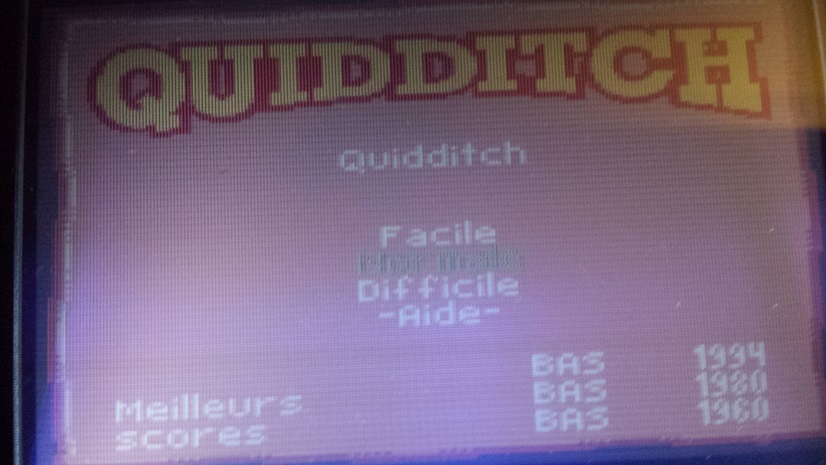 QUIDDITCH
Quidditch
Facile
Difficile
-Aide-
BAS 1994
Meilleurs BAS 1980
scores BAS 1960